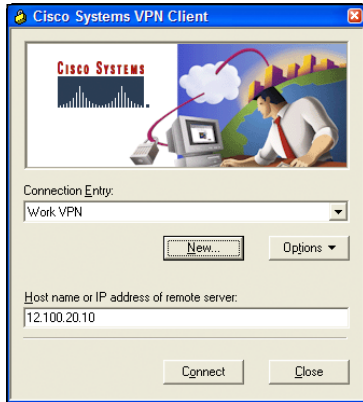 Cisco Systems VPN Client
CISCO SYSTEMS
Connection Entry:
Work VPN
New...
Options
Host name or IP address of remote server:
12.100.20.10
Connect
Close